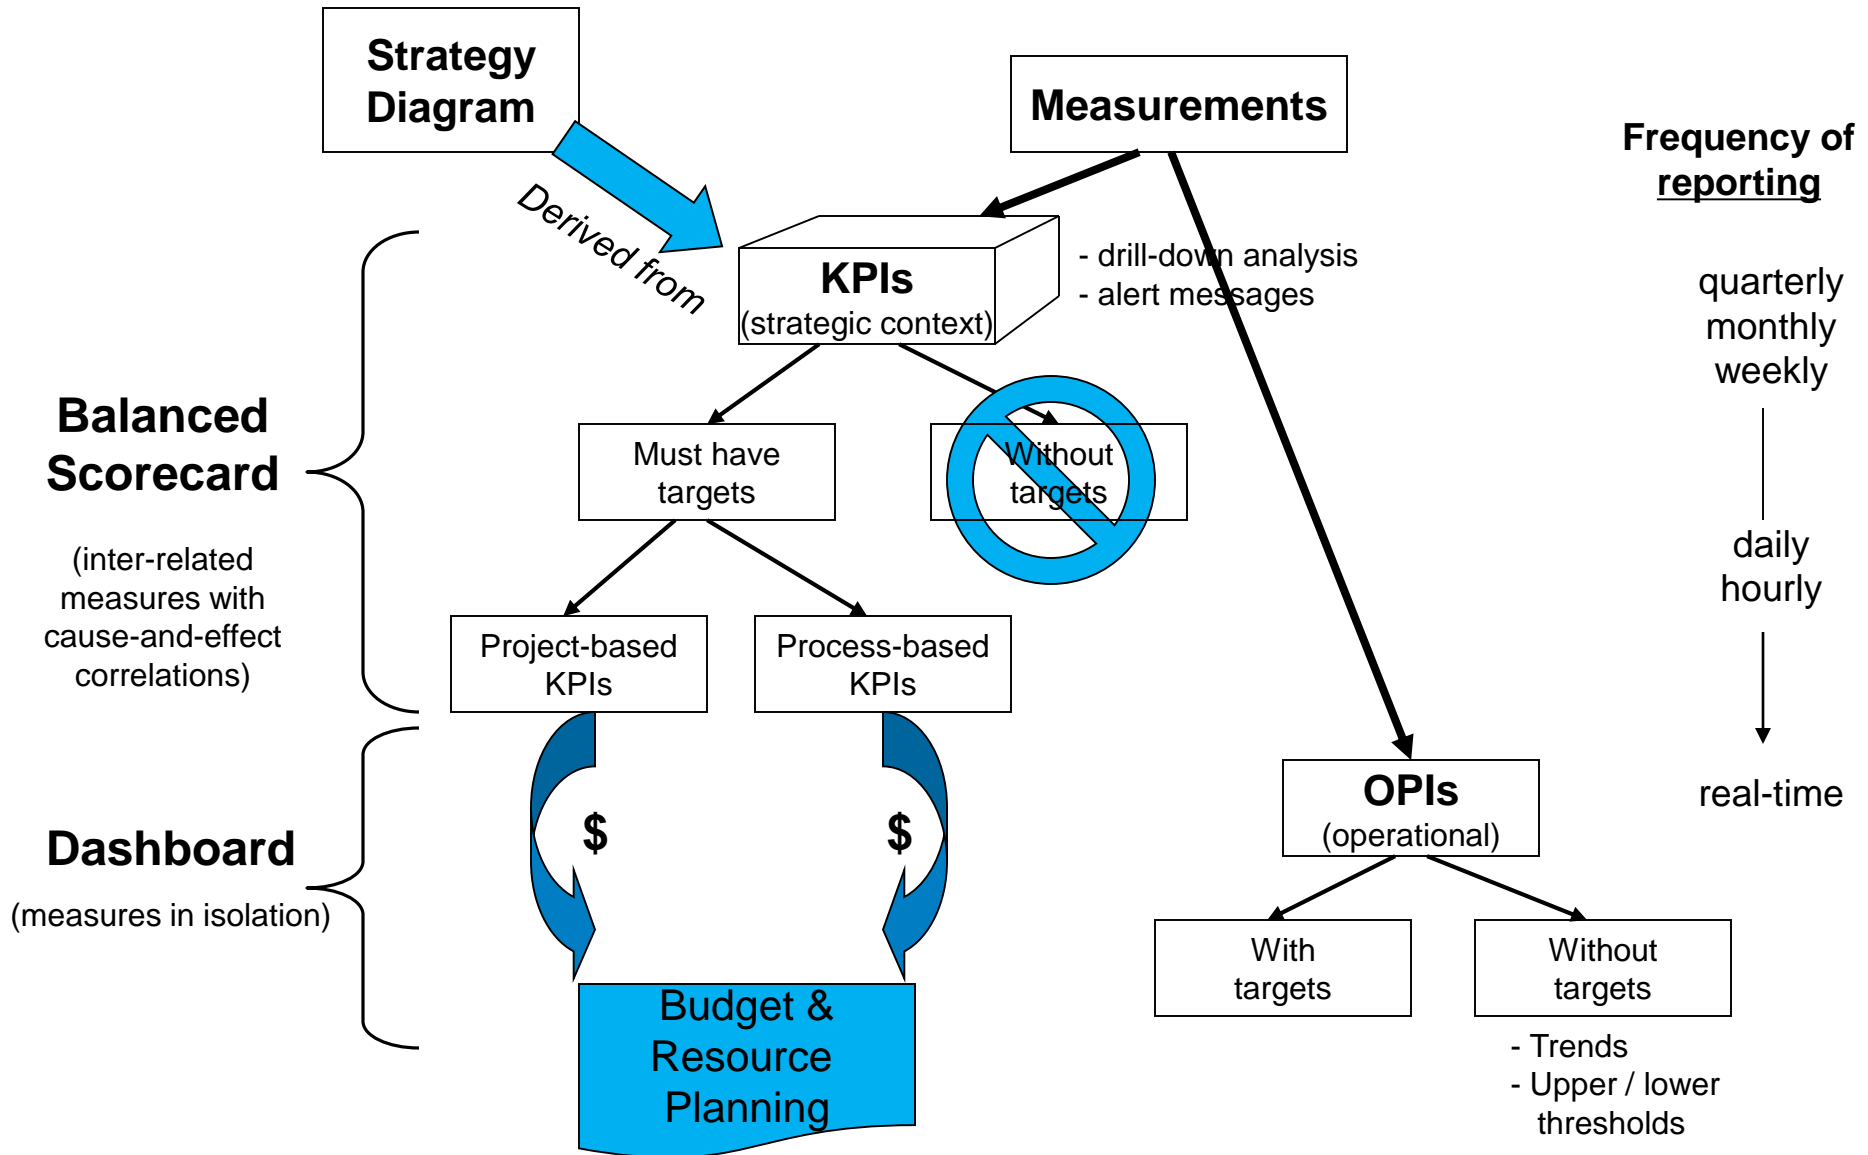 Strategy
Diagram
Measurements
Frequency of
reporting
Derived from
KPIs
(strategic context)
- drill-down analysis
- alert messages
quarterly
monthly
weekly
Balanced
Scorecard
(inter-related
measures with
cause-and-effect
correlations)
Must have
targets
Without
targets
daily
hourly
Project-based
KPIs
Process-based
KPIs
Dashboard
(measures in isolation)
$
$
OPIs
(operational)
real-time
With
targets
Without
targets
- Trends
- Upper / lower
thresholds
Budget &
Resource
Planning